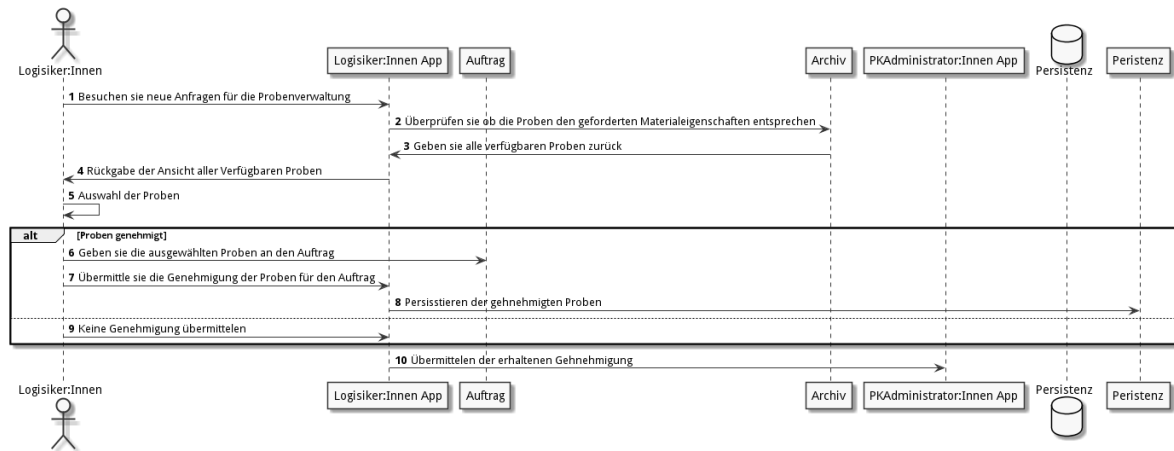 Logisiker:Innen
Logisiker:Innen App
Auftrag
Archiv
PKAdministrator:Innen App
Persistenz
Peristenz
1 Besuchen sie neue Anfragen für die Probenverwaltung
2 Überprüfen sie ob die Proben den geforderten Materialeigenschaften entsprechen
3 Geben sie alle verfügbaren Proben zurück
4 Rückgabe der Ansicht aller Verfügbaren Proben
5 Auswahl der Proben
alt [Proben genehmigt]
6 Geben sie die ausgewählten Proben an den Auftrag
7 Übermittle sie die Genehmigung der Proben für den Auftrag
8 Persisstieren der gehnehmigten Proben
9 Keine Genehmigung übermittelen
10 Übermittelen der erhaltenen Gehnehmigung
Logisiker:Innen
Logisiker:Innen App
Auftrag
Archiv
PKAdministrator:Innen App
Persistenz
Peristenz